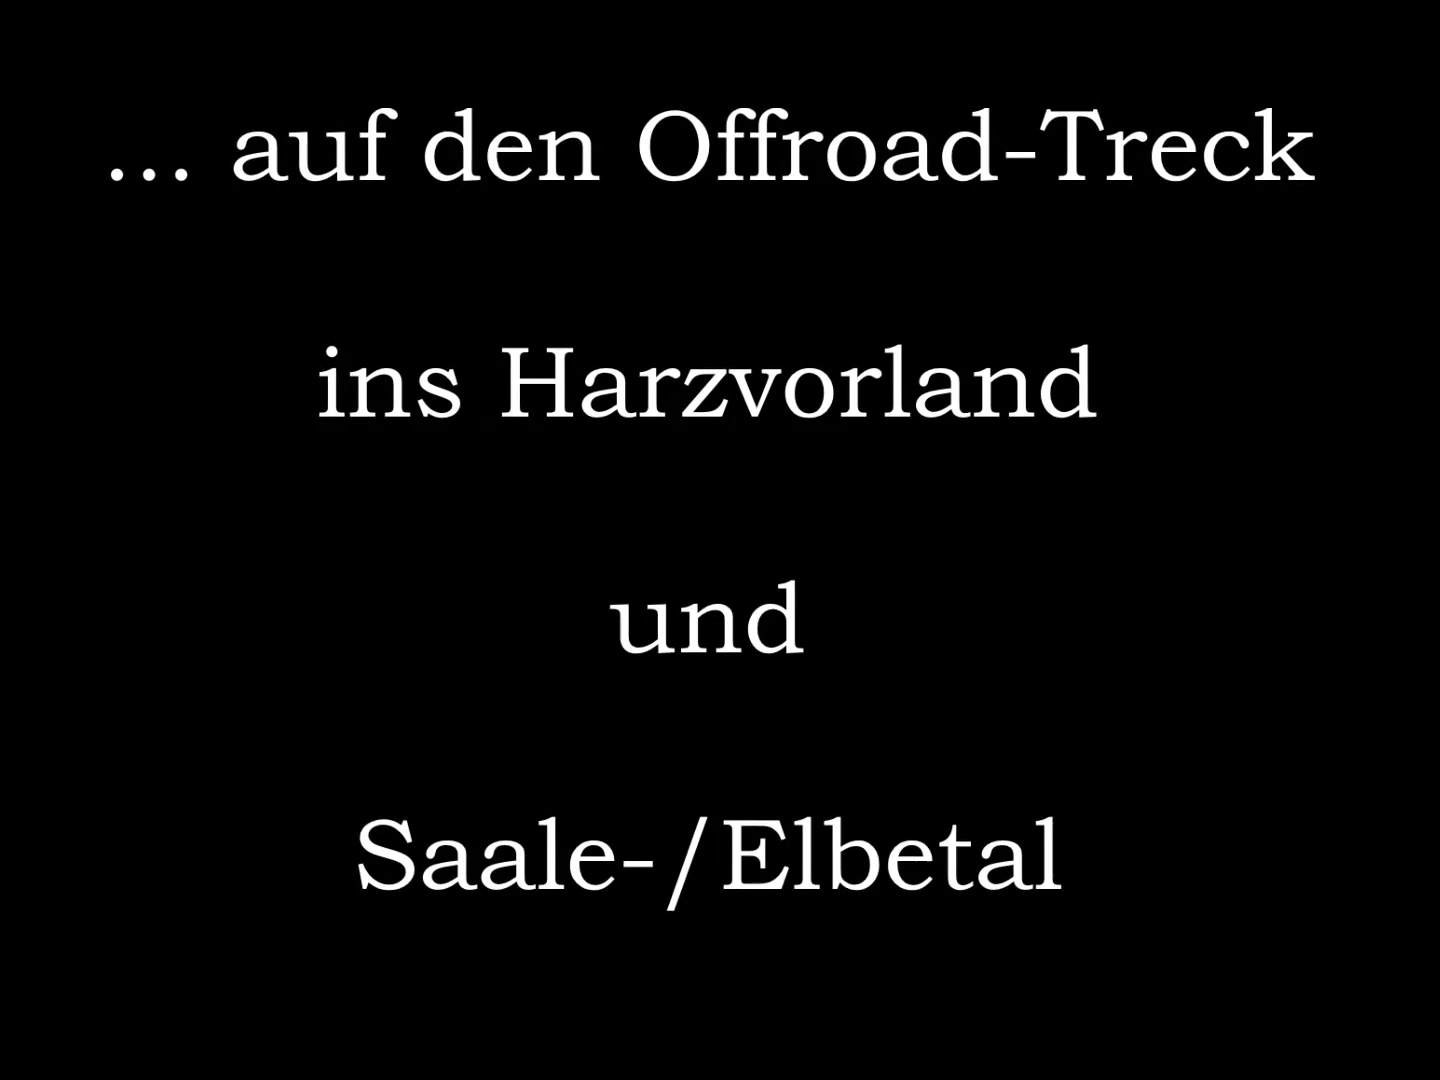 ... auf den Offroad-Treck
ins Harzvorland
und
Saale-/Elbetal